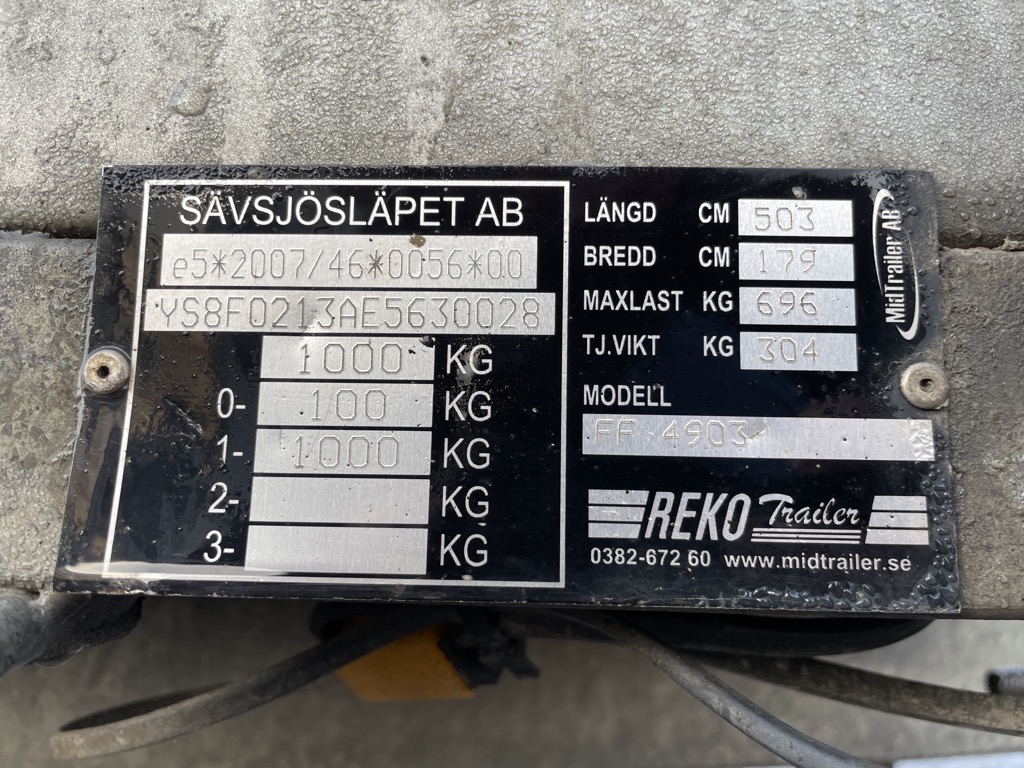 SÄVSJÖSLÄPET AB
e5*2007/46*0056*00
YS8F0213AE5630028
1000 KG
0- 100 KG
1- 1000 KG
2- KG
3- KG
LÄNGD CM 503
BREDD CM 179
MAXLAST KG 696
TJ.VIKT KG 304
MODELL
FF 4903
REKO Trailer
0382-672 60 www.midtrailer.se
MidTrailer AB